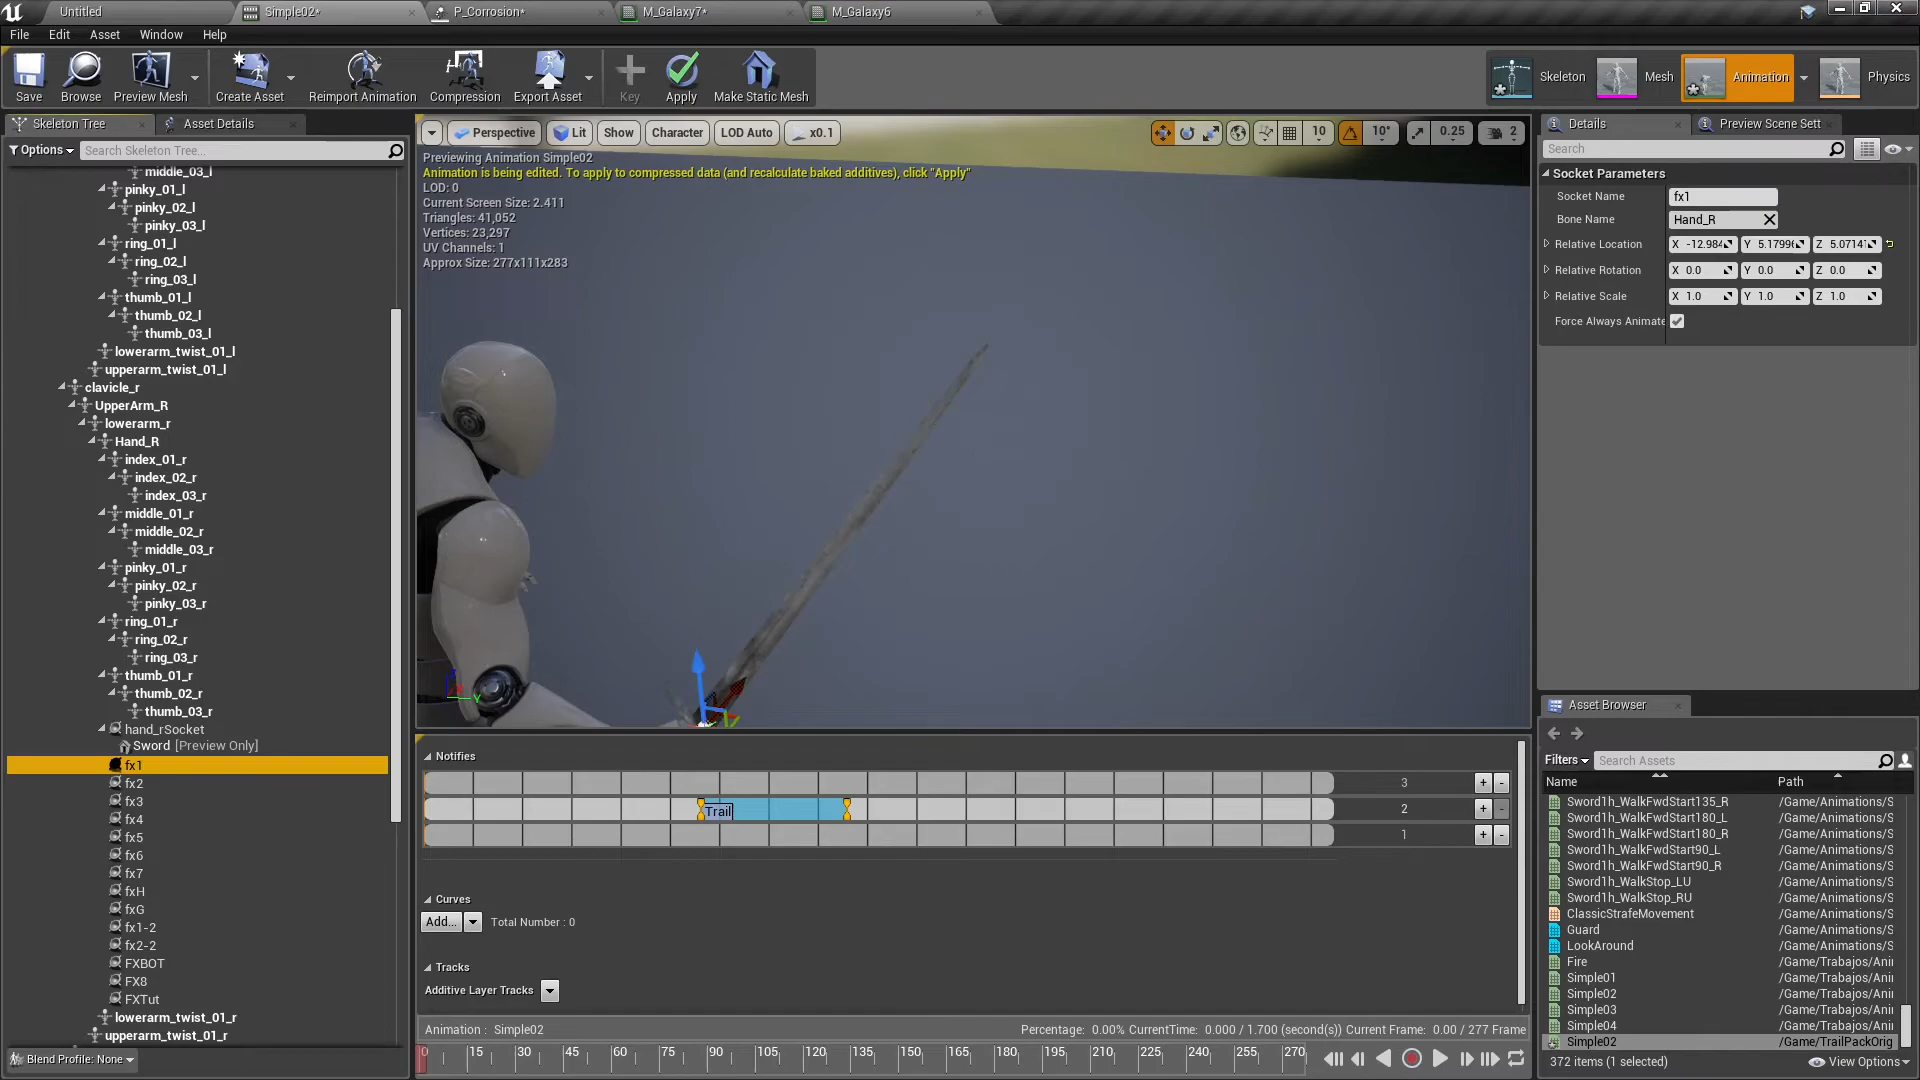 Untitled
Simple02*
P_Corrosion*
M_Galaxy7*
M_Galaxy6
File Edit Asset Window Help
Save
Browse
Preview Mesh
Create Asset
Reimport Animation
Compression
Export Asset
Key
Apply
Make Static Mesh
Skeleton
Mesh
Animation
Physics
Skeleton Tree
Asset Details
Options
Search Skeleton Tree...
middle_03_l
pinky_01_l
pinky_02_l
pinky_03_l
ring_01_l
ring_02_l
ring_03_l
thumb_01_l
thumb_02_l
thumb_03_l
lowerarm_twist_01_l
upperarm_twist_01_l
clavicle_r
UpperArm_R
lowerarm_r
Hand_R
index_01_r
index_02_r
index_03_r
middle_01_r
middle_02_r
middle_03_r
pinky_01_r
pinky_02_r
pinky_03_r
ring_01_r
ring_02_r
ring_03_r
thumb_01_r
thumb_02_r
thumb_03_r
hand_rSocket
Sword [Preview Only]
fx1
fx2
fx3
fx4
fx5
fx6
fx7
fxH
fxG
fx1-2
fx2-2
FXBOT
FX8
FXTut
lowerarm_twist_01_r
upperarm_twist_01_r
Blend Profile: None
Perspective
Lit
Show
Character
LOD Auto
x0.1
10
10°
0.25
2
Previewing Animation Simple02
Animation is being edited. To apply to compressed data (and recalculate baked additives), click "Apply"
LOD: 0
Current Screen Size: 2.411
Triangles: 41,052
Vertices: 23,297
UV Channels: 1
Approx Size: 277x111x283
Y
Notifies
3 + -
Trail
2 + -
1 + -
Curves
Add...
Total Number : 0
Tracks
Additive Layer Tracks
Animation : Simple02
Percentage: 0.00% CurrentTime: 0.000 / 1.700 (second(s)) Current Frame: 0.00 / 277 Frame
0 15 30 45 60 75 90 105 120 135 150 165 180 195 210 225 240 255 270
Details
Preview Scene Sett
Search
Socket Parameters
Socket Name fx1
Bone Name Hand_R
Relative Location X -12.984 Y 5.1799 Z 5.0714
Relative Rotation X 0.0 Y 0.0 Z 0.0
Relative Scale X 1.0 Y 1.0 Z 1.0
Force Always Animate
Asset Browser
Filters
Search Assets
Name Path
Sword1h_WalkFwdStart135_R /Game/Animations/S
Sword1h_WalkFwdStart180_L /Game/Animations/S
Sword1h_WalkFwdStart180_R /Game/Animations/S
Sword1h_WalkFwdStart90_L /Game/Animations/S
Sword1h_WalkFwdStart90_R /Game/Animations/S
Sword1h_WalkStop_LU /Game/Animations/S
Sword1h_WalkStop_RU /Game/Animations/S
ClassicStrafeMovement /Game/Animations/S
Guard /Game/Animations/S
LookAround /Game/Animations/S
Fire /Game/Trabajos/Ani
Simple01 /Game/Trabajos/Ani
Simple02 /Game/Trabajos/Ani
Simple03 /Game/Trabajos/Ani
Simple04 /Game/Trabajos/Ani
Simple02 /Game/TrailPackOrig
372 items (1 selected)
View Options